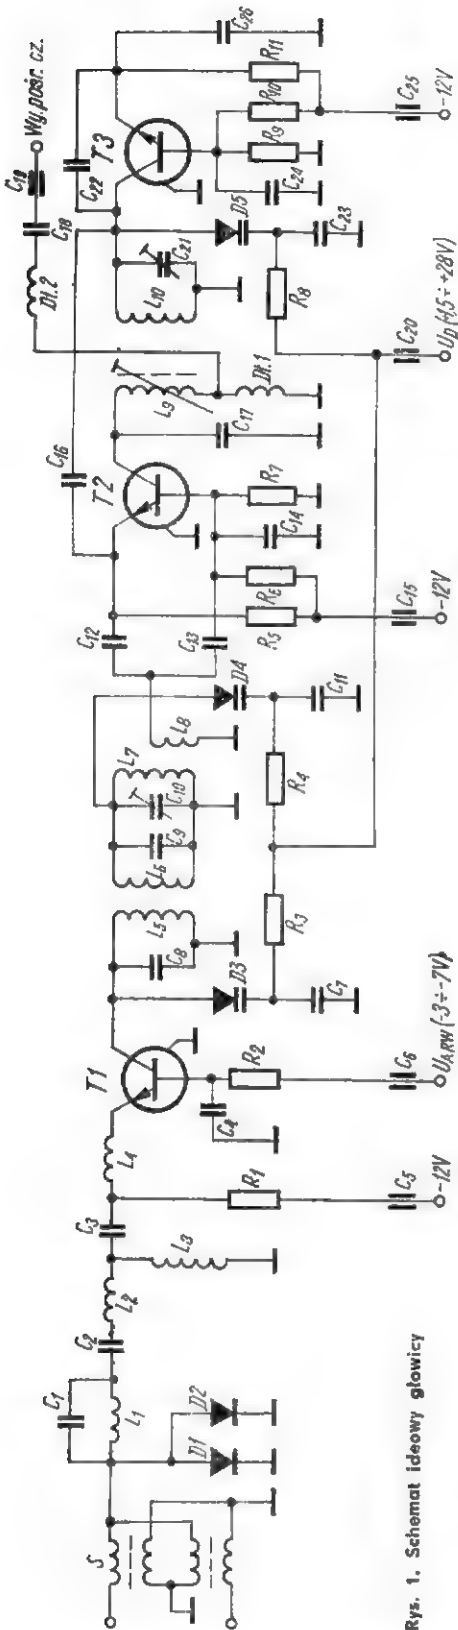 S
D1
D2
C1
L1
C2
L2
L3
C3
L4
R1
C5
-12V
T1
C4
R2
C6
UARW (-3÷-7V)
D3
C7
C8
L5
R3
L6
C9
C10
L7
R4
D4
C11
L8
C12
C13
R5
R6
C15
-12V
T2
C14
R7
C16
C17
L9
Dł.1
Dł.2
C18
C19
Wy. pośr. cz.
L10
C21
R8
C20
UD (1,5÷+28V)
D5
C23
C22
T3
C24
R9
R10
R11
C25
-12V
C26
Rys. 1. Schemat ideowy głowicy